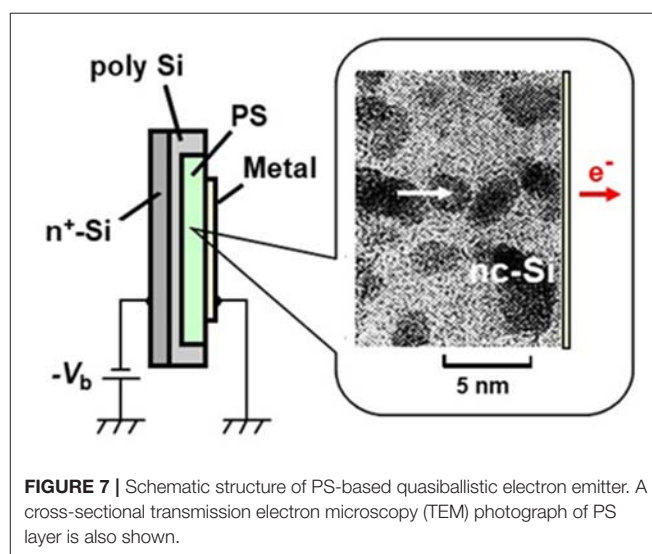 poly Si
PS
Metal
n⁺-Si
-V_b
e⁻
nc-Si
5 nm
FIGURE 7 | Schematic structure of PS-based quasiballistic electron emitter. A
cross-sectional transmission electron microscopy (TEM) photograph of PS
layer is also shown.